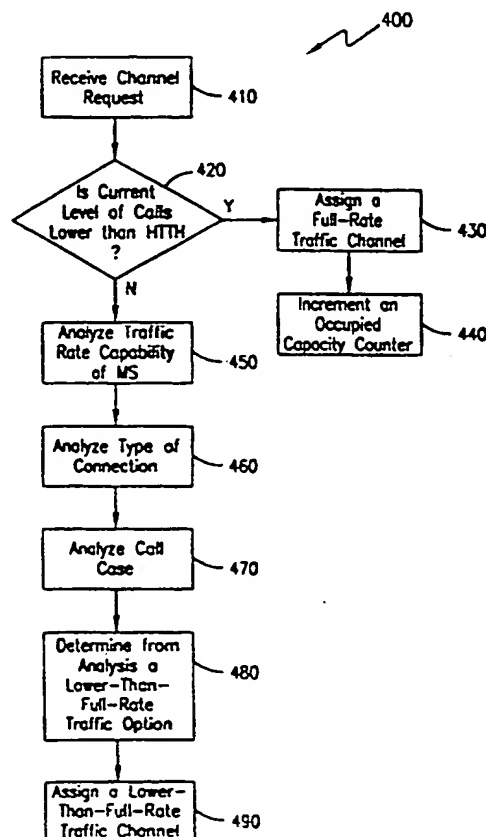 400
Receive Channel
Request
410
420
Is Current
Level of Calls
Lower than HTTH
?
Y
N
Assign a
Full-Rate
Traffic Channel
430
Increment an
Occupied
Capacity Counter
440
Analyze Traffic
Rate Capability
of MS
450
Analyze Type of
Connection
460
Analyze Call
Case
470
Determine from
Analysis a
Lower-Than-
Full-Rate
Traffic Option
480
Assign a Lower-
Than-Full-Rate
Traffic Channel
490